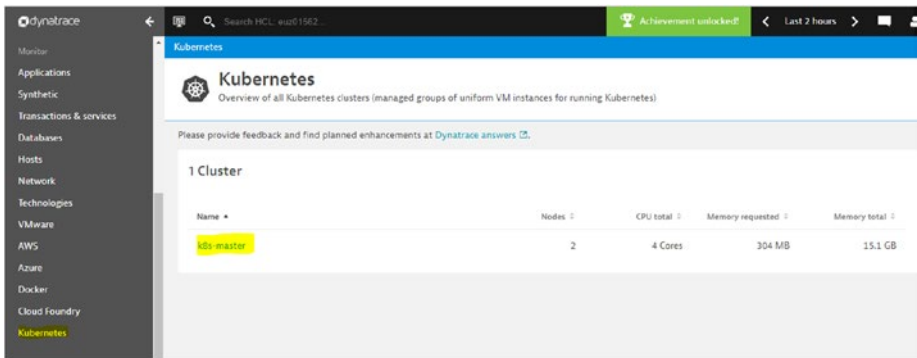 dynatrace
Search HCL: euz01562...
Achievement unlocked!
Last 2 hours
Monitor
Applications
Synthetic
Transactions & services
Databases
Hosts
Network
Technologies
VMware
AWS
Azure
Docker
Cloud Foundry
Kubernetes
Kubernetes
Kubernetes
Overview of all Kubernetes clusters (managed groups of uniform VM instances for running Kubernetes)
Please provide feedback and find planned enhancements at Dynatrace answers.
1 Cluster
Name Nodes CPU total Memory requested Memory total
k8s-master 2 4 Cores 304 MB 15.1 GB